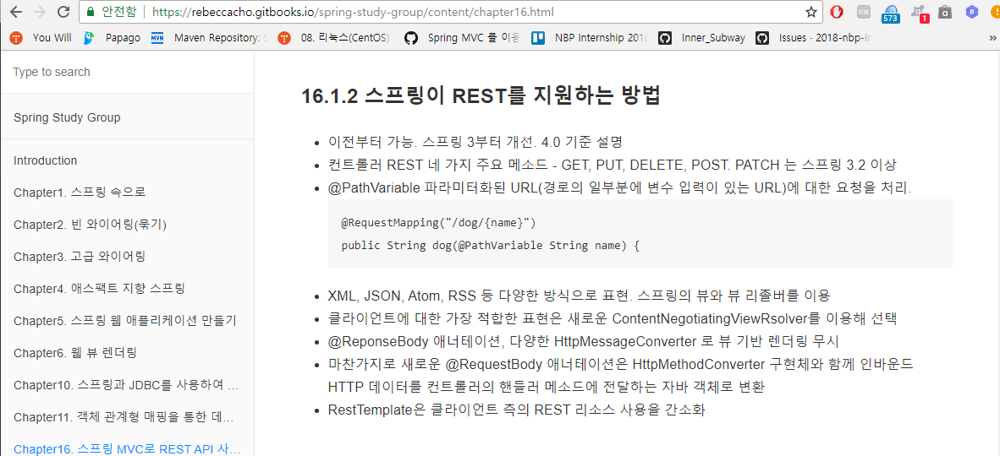 안전함 | https://rebeccacho.gitbooks.io/spring-study-group/content/chapter16.html
573
1
a
R
You Will
Papago
MVN Maven Repository: S
08. 리눅스(CentOS)
Spring MVC 를 이용
NBP Internship 2018
Inner_Subway
Issues · 2018-nbp-in
»
Type to search
Spring Study Group
Introduction
Chapter1. 스프링 속으로
Chapter2. 빈 와이어링(묶기)
Chapter3. 고급 와이어링
Chapter4. 애스팩트 지향 스프링
Chapter5. 스프링 웹 애플리케이션 만들기
Chapter6. 웹 뷰 렌더링
Chapter10. 스프링과 JDBC를 사용하여 ...
Chapter11. 객체 관계형 매핑을 통한 데...
Chapter16. 스프링 MVC로 REST API 사...
16.1.2 스프링이 REST를 지원하는 방법
• 이전부터 가능. 스프링 3부터 개선. 4.0 기준 설명
• 컨트롤러 REST 네 가지 주요 메소드 - GET, PUT, DELETE, POST. PATCH 는 스프링 3.2 이상
• @PathVariable 파라미터화된 URL(경로의 일부분에 변수 입력이 있는 URL)에 대한 요청을 처리.
@RequestMapping("/dog/{name}")
public String dog(@PathVariable String name) {
• XML, JSON, Atom, RSS 등 다양한 방식으로 표현. 스프링의 뷰와 뷰 리졸버를 이용
• 클라이언트에 대한 가장 적합한 표현은 새로운 ContentNegotiatingViewRsolver를 이용해 선택
• @ReponseBody 애너테이션, 다양한 HttpMessageConverter 로 뷰 기반 렌더링 무시
• 마찬가지로 새로운 @RequestBody 애너테이션은 HttpMethodConverter 구현체와 함께 인바운드
HTTP 데이터를 컨트롤러의 핸들러 메소드에 전달하는 자바 객체로 변환
• RestTemplate은 클라이언트 측의 REST 리소스 사용을 간소화